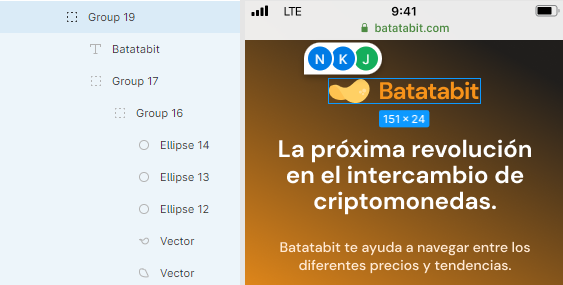 Group 19
Batatabit
Group 17
Group 16
Ellipse 14
Ellipse 13
Ellipse 12
Vector
Vector
LTE
9:41
batatabit.com
N K J
Batatabit
151 × 24
La próxima revolución
en el intercambio de
criptomonedas.
Batatabit te ayuda a navegar entre los
diferentes precios y tendencias.